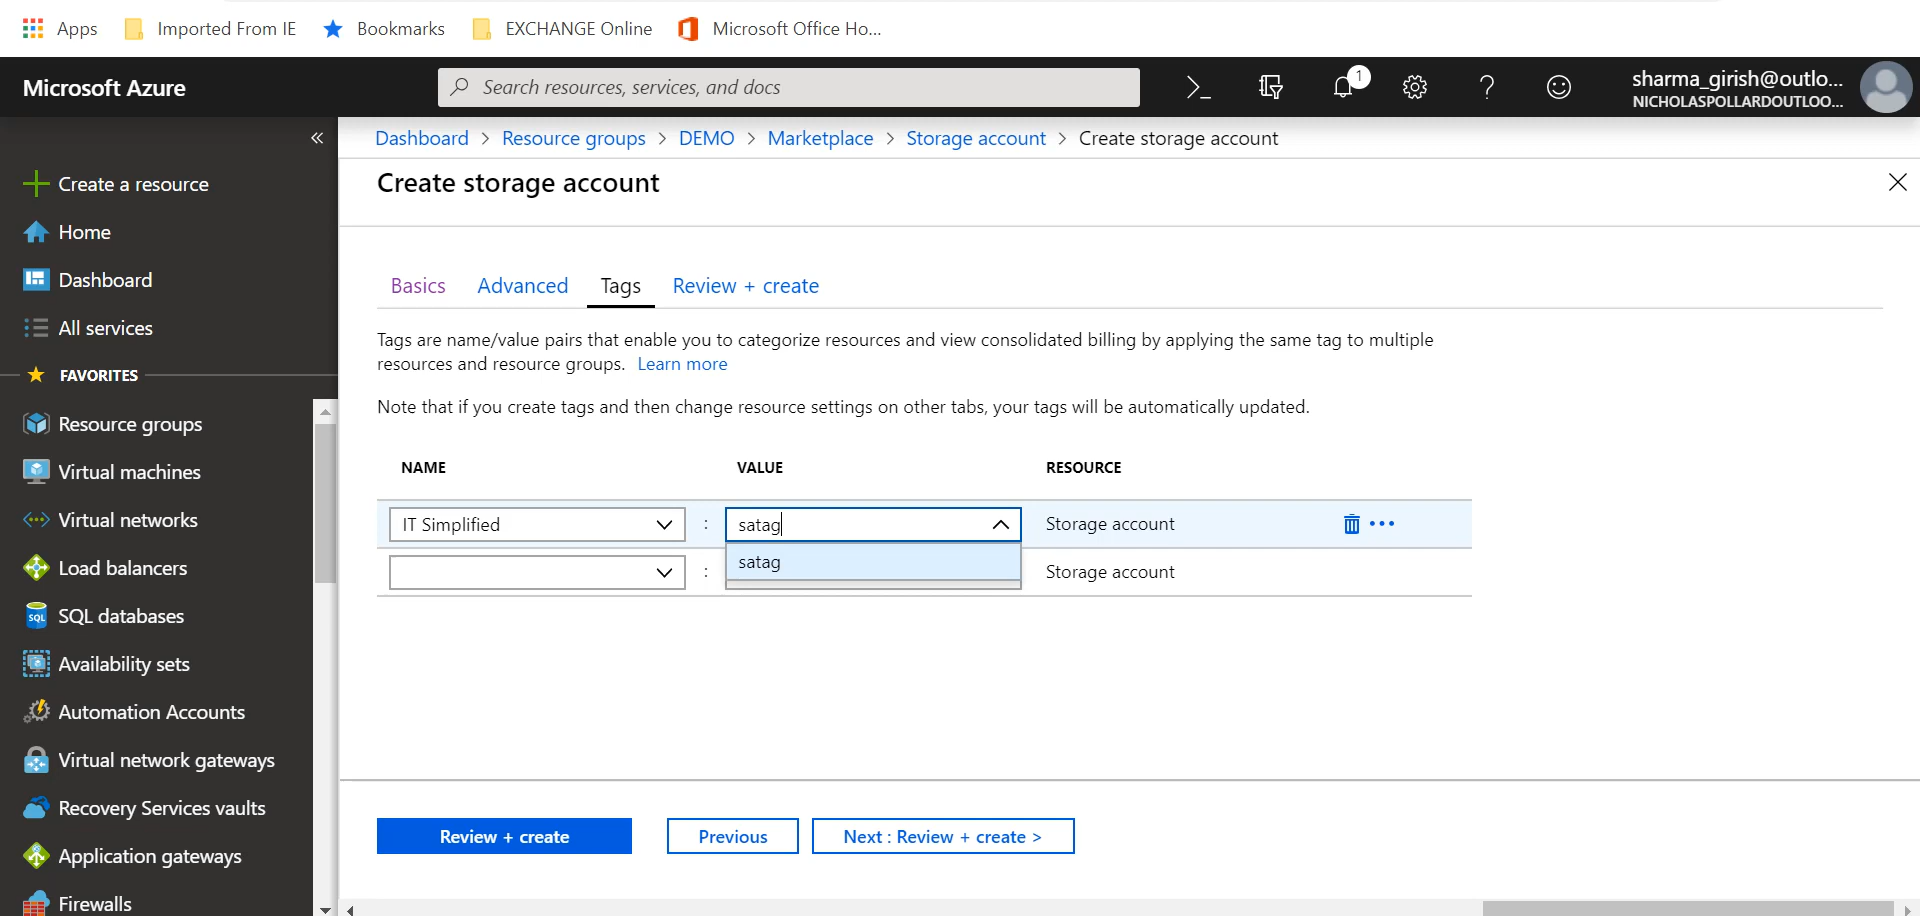 Apps Imported From IE Bookmarks EXCHANGE Online Microsoft Office Ho...
Microsoft Azure Search resources, services, and docs 1 sharma_girish@outlo...
NICHOLASPOLLARDOUTLOO...
« Dashboard > Resource groups > DEMO > Marketplace > Storage account > Create storage account
Create storage account
Create a resource
Home
Dashboard
All services
FAVORITES
Resource groups
Virtual machines
Virtual networks
Load balancers
SQL SQL databases
Availability sets
Automation Accounts
Virtual network gateways
Recovery Services vaults
Application gateways
Firewalls
Basics Advanced Tags Review + create
Tags are name/value pairs that enable you to categorize resources and view consolidated billing by applying the same tag to multiple
resources and resource groups. Learn more
Note that if you create tags and then change resource settings on other tabs, your tags will be automatically updated.
NAME VALUE RESOURCE
IT Simplified : satag Storage account
satag
: Storage account
Review + create Previous Next : Review + create >